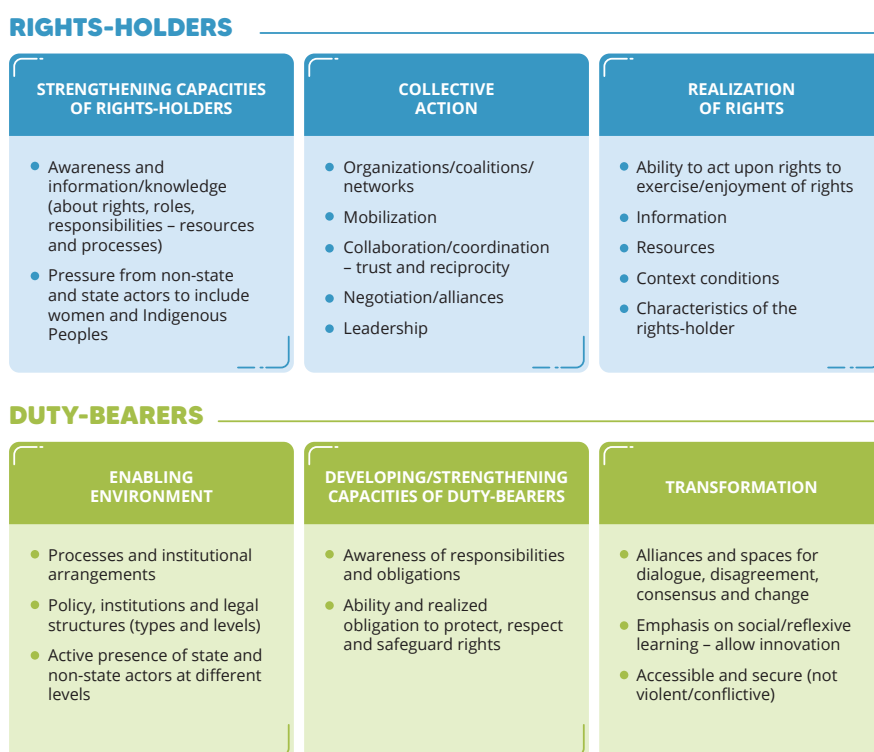 RIGHTS-HOLDERS
STRENGTHENING CAPACITIES
OF RIGHTS-HOLDERS
• Awareness and
information/knowledge
(about rights, roles,
responsibilities – resources
and processes)
• Pressure from non-state
and state actors to include
women and Indigenous
Peoples
COLLECTIVE
ACTION
• Organizations/coalitions/
networks
• Mobilization
• Collaboration/coordination
– trust and reciprocity
• Negotiation/alliances
• Leadership
REALIZATION
OF RIGHTS
• Ability to act upon rights to
exercise/enjoyment of rights
• Information
• Resources
• Context conditions
• Characteristics of the
rights-holder
DUTY-BEARERS
ENABLING
ENVIRONMENT
• Processes and institutional
arrangements
• Policy, institutions and legal
structures (types and levels)
• Active presence of state and
non-state actors at different
levels
DEVELOPING/STRENGTHENING
CAPACITIES OF DUTY-BEARERS
• Awareness of responsibilities
and obligations
• Ability and realized
obligation to protect, respect
and safeguard rights
TRANSFORMATION
• Alliances and spaces for
dialogue, disagreement,
consensus and change
• Emphasis on social/reflexive
learning – allow innovation
• Accessible and secure (not
violent/conflictive)